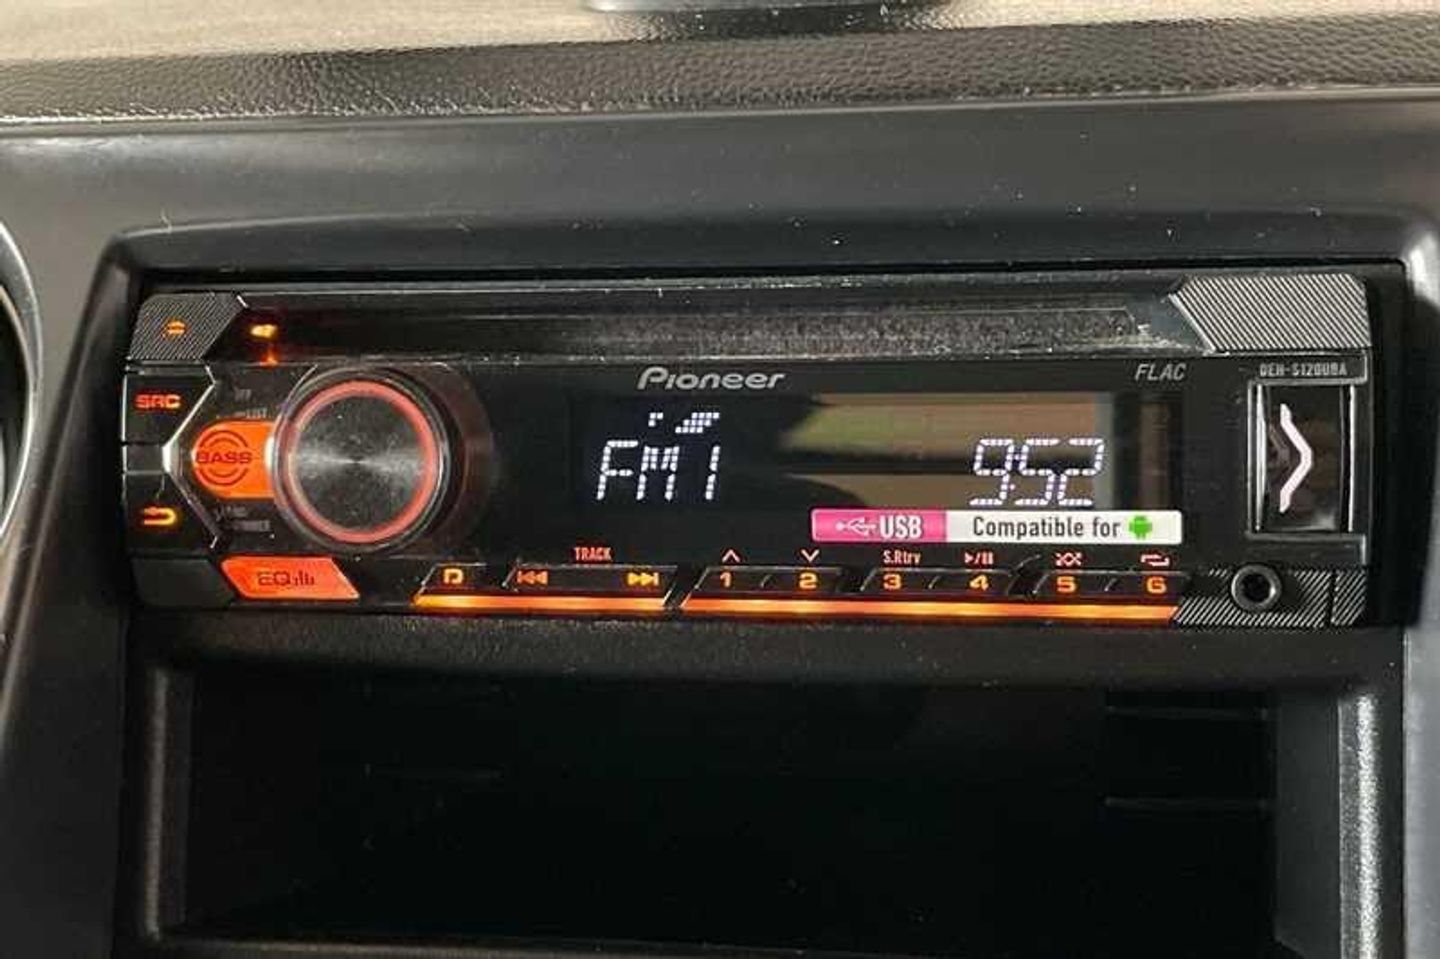 Pioneer
FLAC
DEH-S120UBA
SRC
LIST
BASS
FM1
952
USB Compatible for
EQ
TRACK
S.Rtrv
D
1
2
3
4
5
6